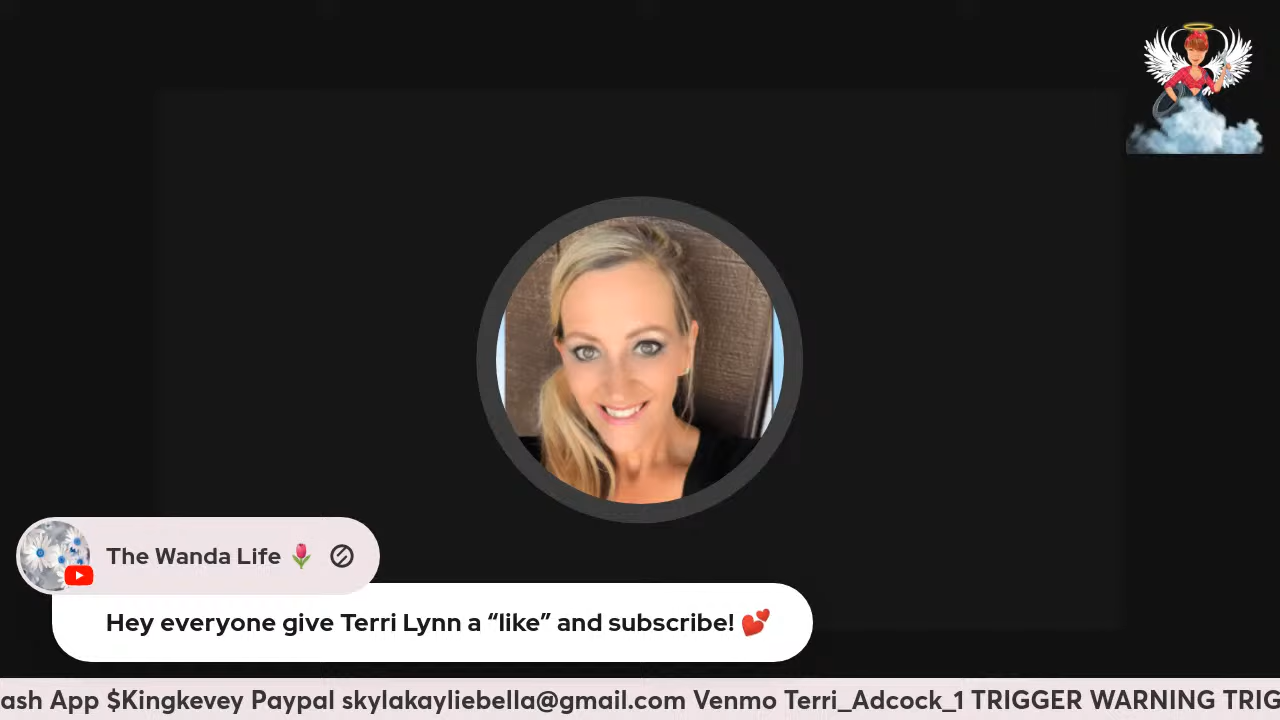 The Wanda Life 🌷
Hey everyone give Terri Lynn a “like” and subscribe! 💕
ash App $Kingkevey Paypal skylakayliebella@gmail.com Venmo Terri_Adcock_1 TRIGGER WARNING TRIG